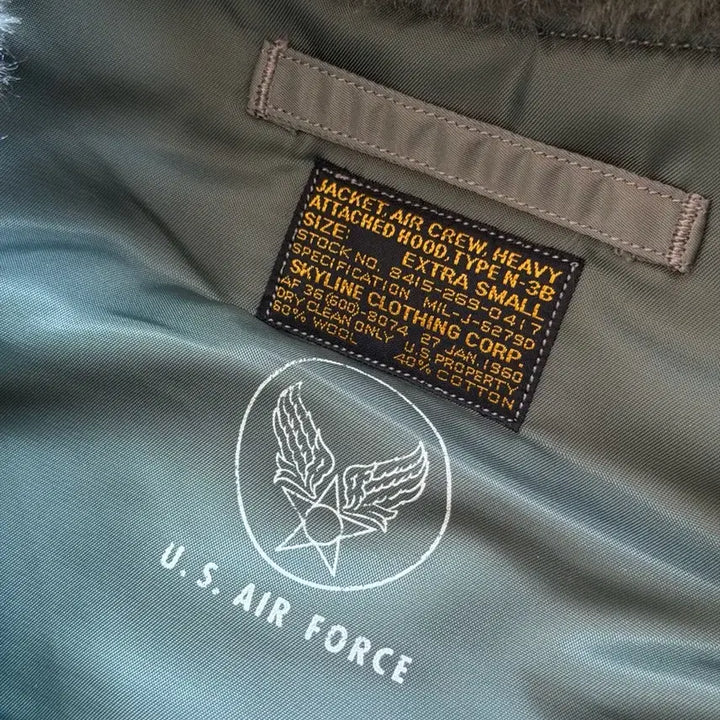 JACKET, AIR CREW, HEAVY
ATTACHED HOOD, TYPE N-3B
SIZE: EXTRA SMALL
STOCK NO. 8415-269-0417
SPECIFICATION MIL-J-6279D
SKYLINE CLOTHING CORP
AF 36(600)-8074, 27 JAN. 1960
DRY CLEAN ONLY U.S. PROPERTY
60% WOOL 40% COTTON
U. S. AIR FORCE